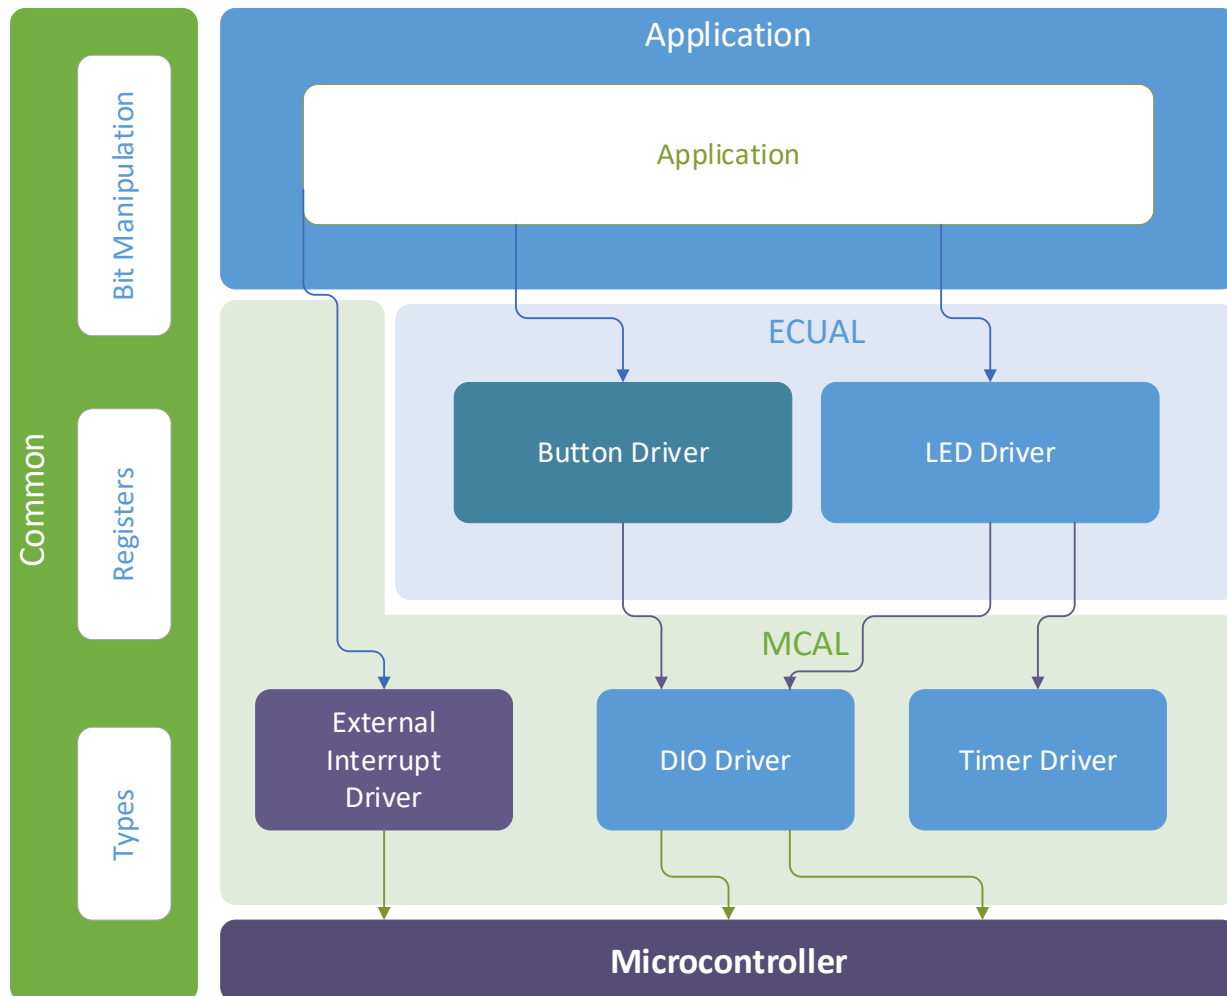 Common
Bit Manipulation
Registers
Types
Application
Application
ECUAL
Button Driver
LED Driver
MCAL
External
Interrupt
Driver
DIO Driver
Timer Driver
Microcontroller